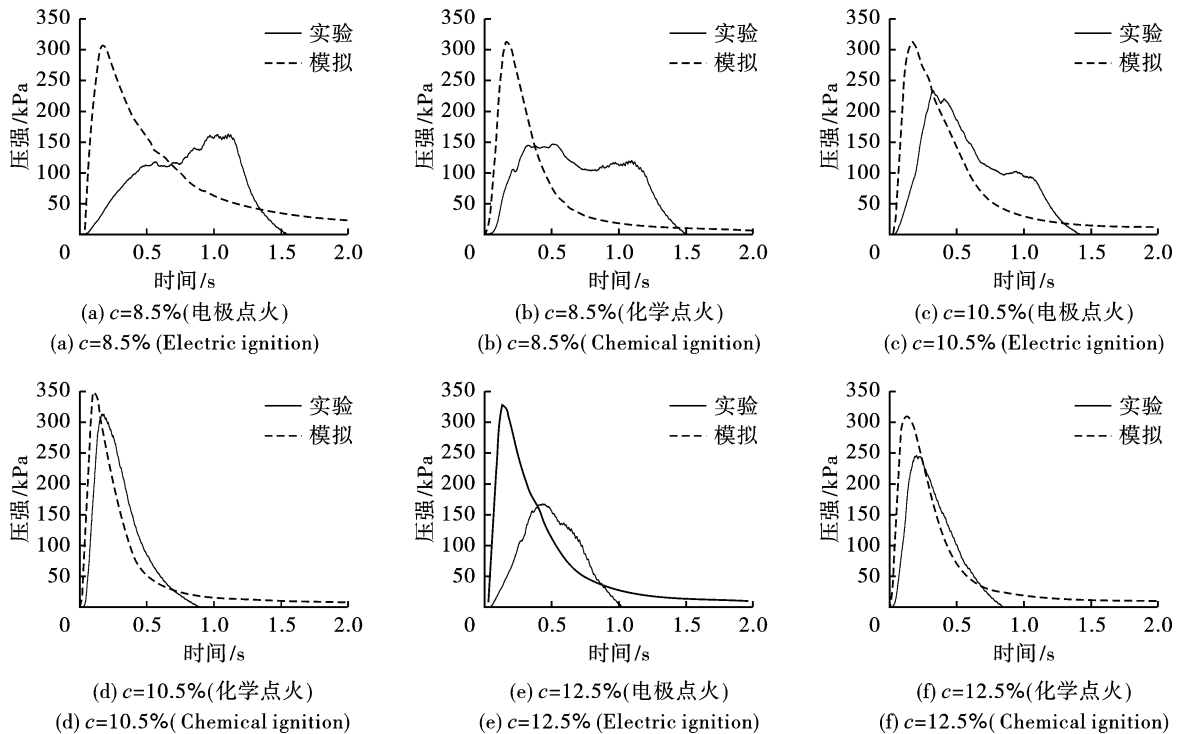 350
300
250
200
150
100
50
0
0.5
1.0
1.5
2.0
压强/kPa
时间/s
实验
模拟
(a) c=8.5%(电极点火)
(a) c=8.5% (Electric ignition)
350
300
250
200
150
100
50
0
0.5
1.0
1.5
2.0
压强/kPa
时间/s
实验
模拟
(b) c=8.5%(化学点火)
(b) c=8.5%( Chemical ignition)
350
300
250
200
150
100
50
0
0.5
1.0
1.5
2.0
压强/kPa
时间/s
实验
模拟
(c) c=10.5%(电极点火)
(c) c=10.5% (Electric ignition)
350
300
250
200
150
100
50
0
0.5
1.0
1.5
2.0
压强/kPa
时间/s
实验
模拟
(d) c=10.5%(化学点火)
(d) c=10.5%( Chemical ignition)
350
300
250
200
150
100
50
0
0.5
1.0
1.5
2.0
压强/kPa
时间/s
实验
模拟
(e) c=12.5%(电极点火)
(e) c=12.5% (Electric ignition)
350
300
250
200
150
100
50
0
0.5
1.0
1.5
2.0
压强/kPa
时间/s
实验
模拟
(f) c=12.5%(化学点火)
(f) c=12.5%( Chemical ignition)